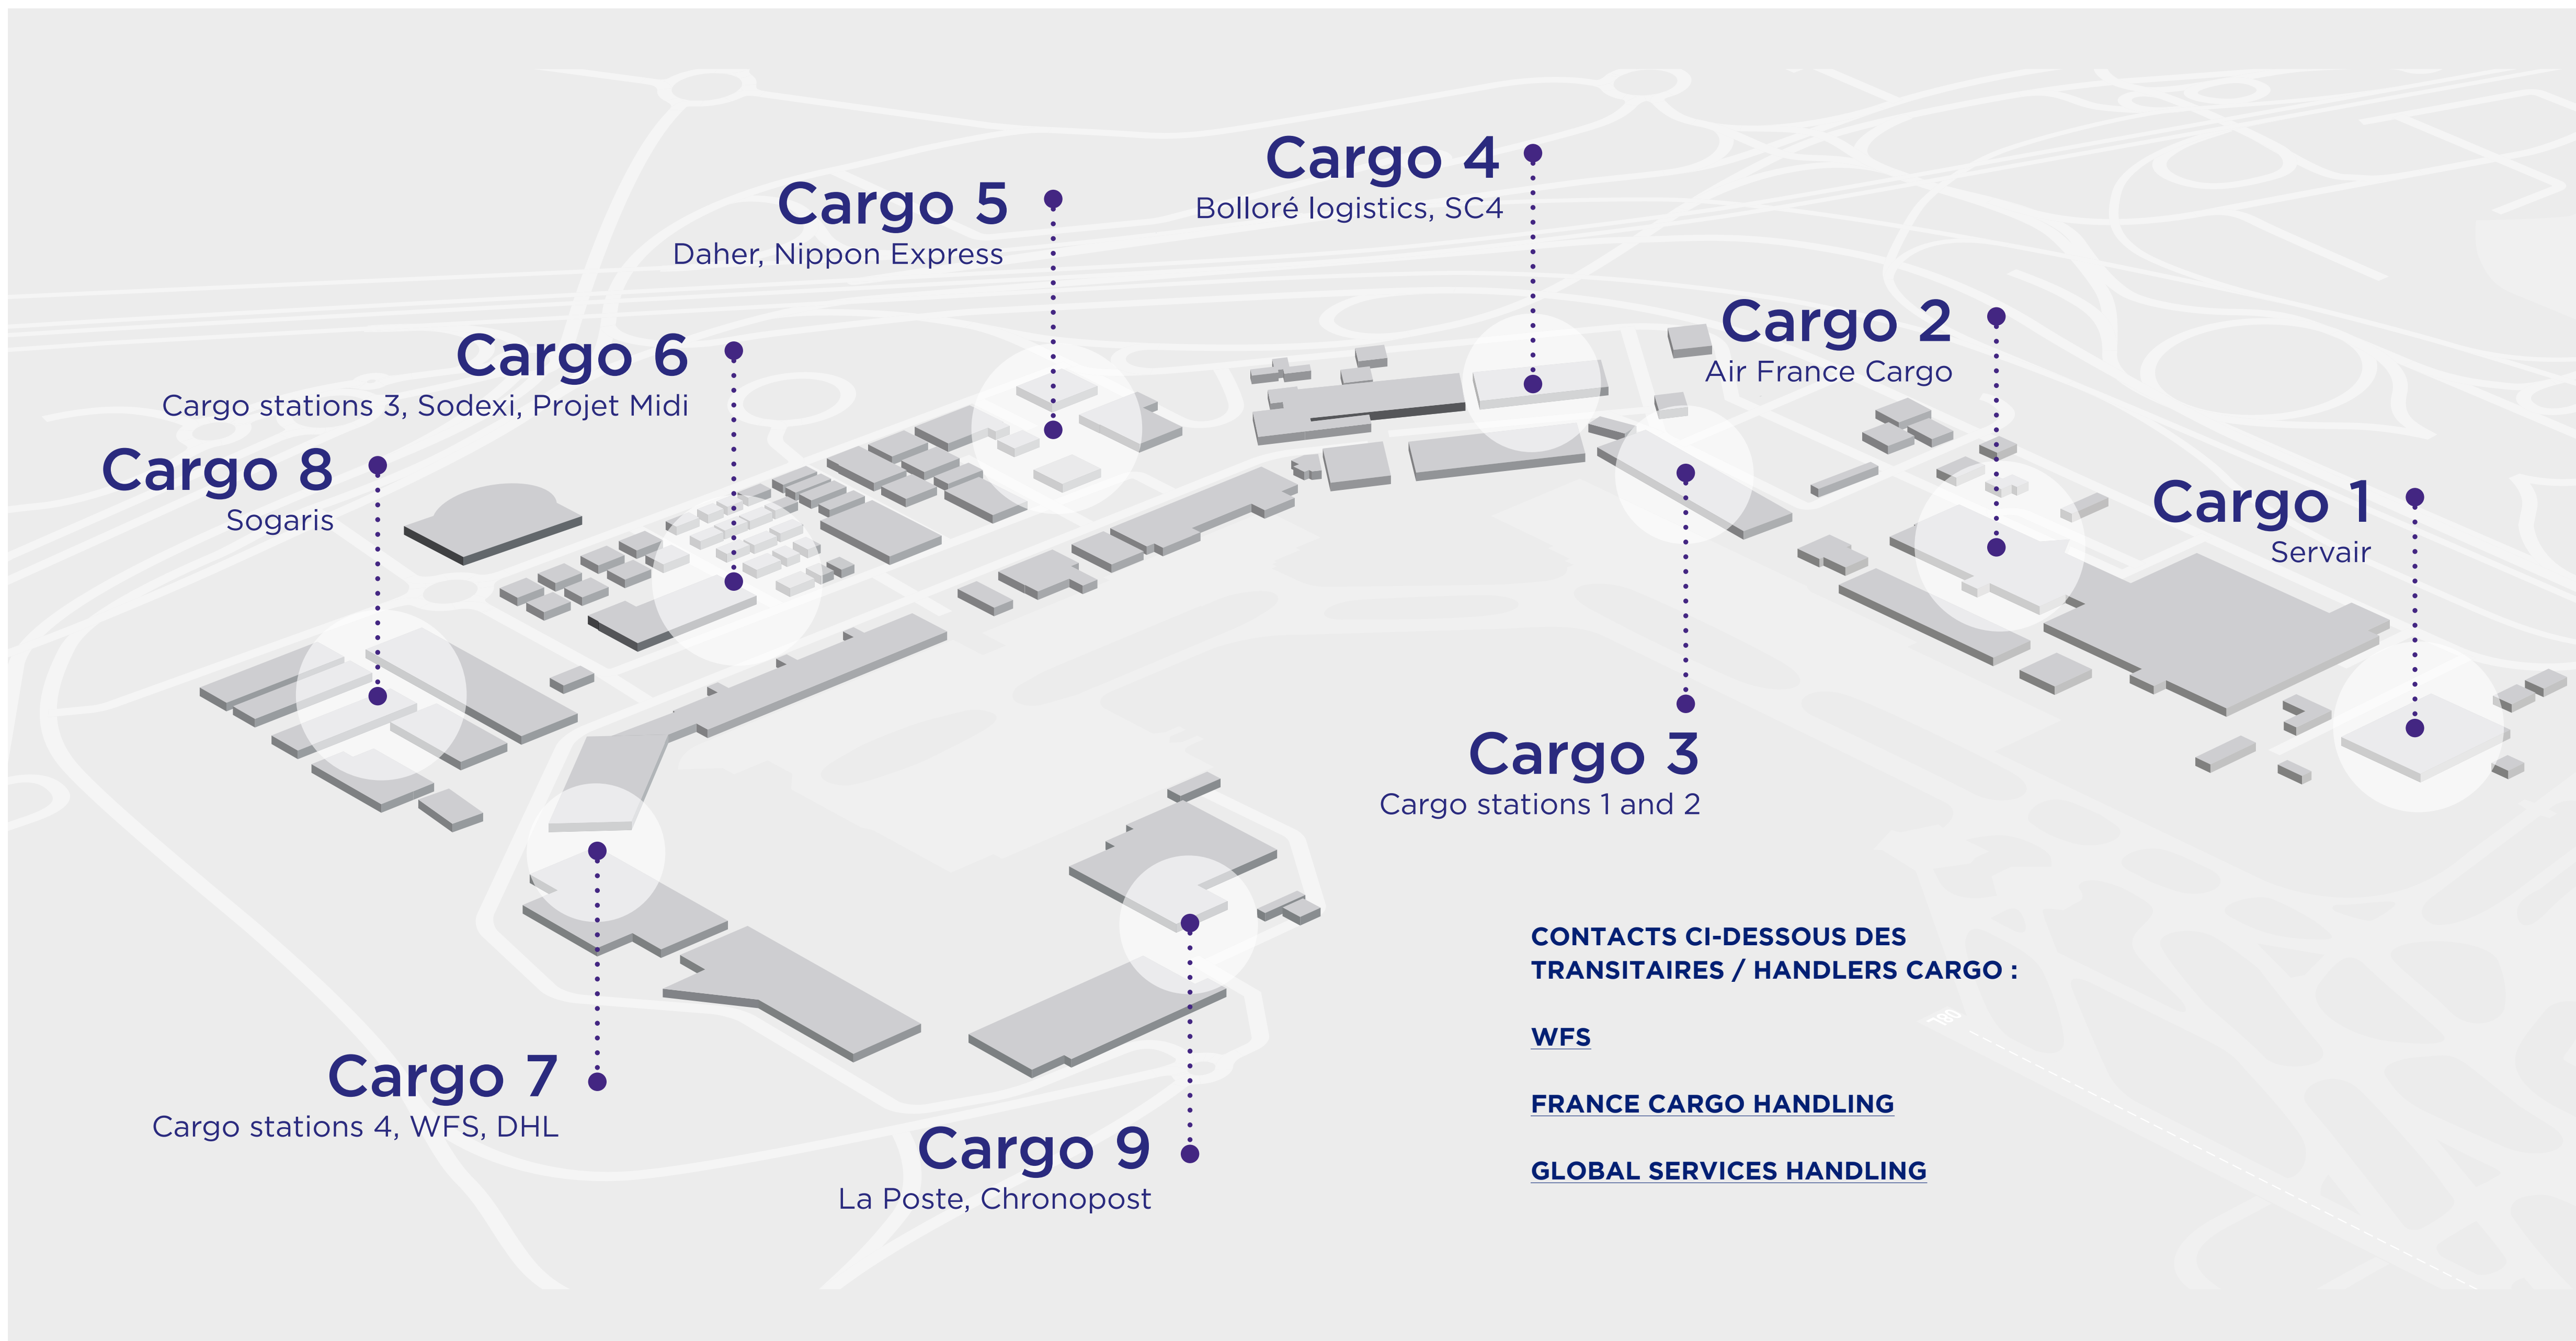 Cargo 4
Bolloré logistics, SC4
Cargo 5
Daher, Nippon Express
Cargo 2
Air France Cargo
Cargo 6
Cargo stations 3, Sodexi, Projet Midi
Cargo 8
Sogaris
Cargo 1
Servair
Cargo 3
Cargo stations 1 and 2
CONTACTS CI-DESSOUS DES
TRANSITAIRES / HANDLERS CARGO :
WFS
FRANCE CARGO HANDLING
GLOBAL SERVICES HANDLING
Cargo 7
Cargo stations 4, WFS, DHL
Cargo 9
La Poste, Chronopost